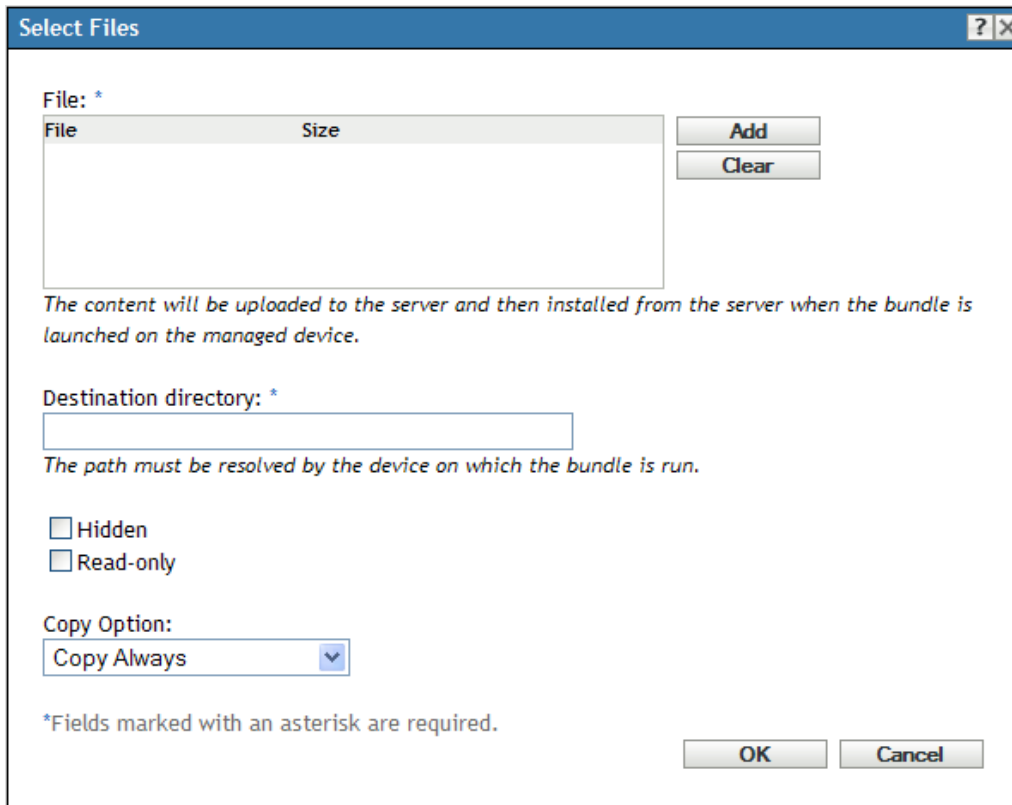 Select Files
File: *
File Size
Add
Clear
The content will be uploaded to the server and then installed from the server when the bundle is
launched on the managed device.
Destination directory: *
The path must be resolved by the device on which the bundle is run.
Hidden
Read-only
Copy Option:
Copy Always
*Fields marked with an asterisk are required.
OK Cancel